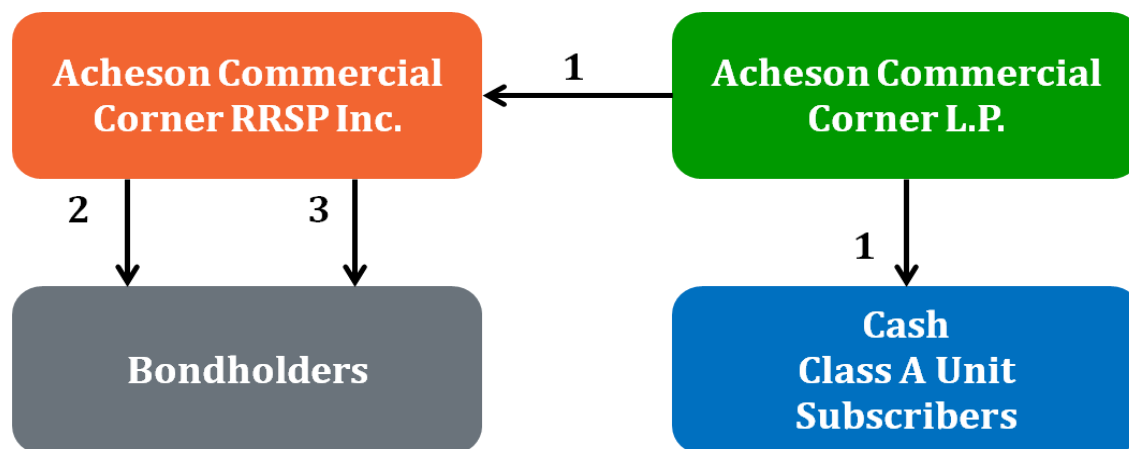 Acheson Commercial
Corner RRSP Inc.
1
Acheson Commercial
Corner L.P.
2
3
1
Bondholders
Cash
Class A Unit
Subscribers